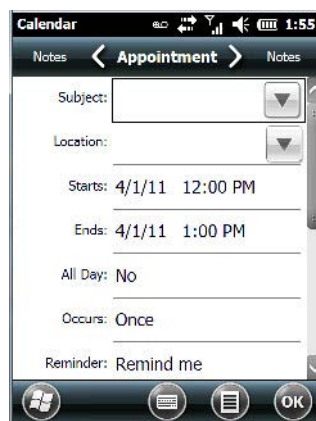 Calendar 1:55
Notes Appointment Notes
Subject:
Location:
Starts: 4/1/11 12:00 PM
Ends: 4/1/11 1:00 PM
All Day: No
Occurs: Once
Reminder: Remind me
OK